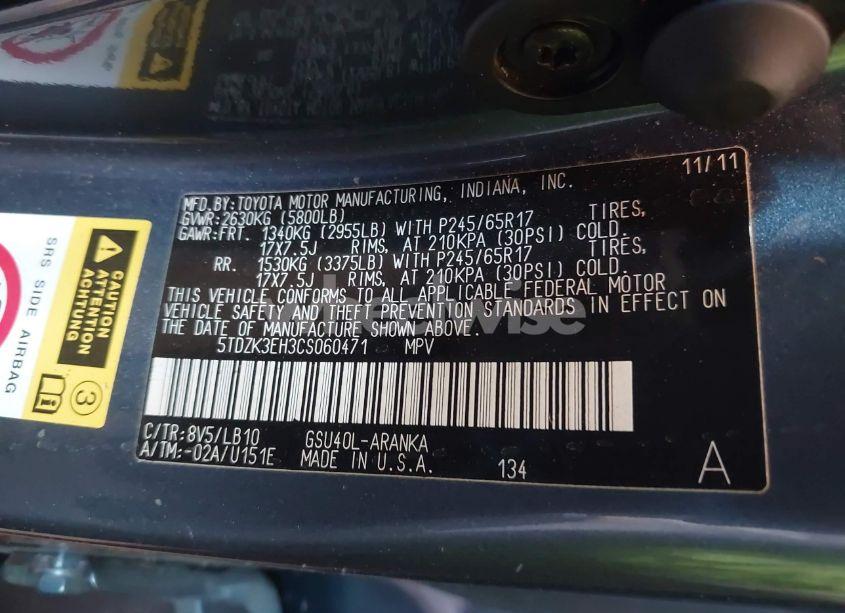 11/11
MFD.BY:TOYOTA MOTOR MANUFACTURING, INDIANA, INC.
GVWR:2630KG (5800LB)
GAWR:FRT. 1340KG (2955LB) WITH P245/65R17 TIRES,
17X7.5J RIMS, AT 210KPA (30PSI) COLD.
RR. 1530KG (3375LB) WITH P245/65R17 TIRES,
17X7.5J RIMS, AT 210KPA (30PSI) COLD.
THIS VEHICLE CONFORMS TO ALL APPLICABLE FEDERAL MOTOR
VEHICLE SAFETY AND THEFT PREVENTION STANDARDS IN EFFECT ON
THE DATE OF MANUFACTURE SHOWN ABOVE.
5TDZK3EH3CS060471 MPV
C/TR:8V5/LB10 GSU40L-ARANKA
A/TM:-02A/U151E MADE IN U.S.A. 134 A
SRS SIDE AIRBAG
CAUTION
ATTENTION
ACHTUNG
3